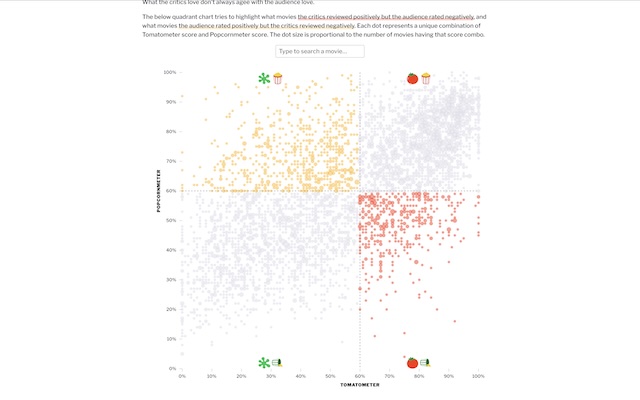 What the critics love don't always agree with the audience love.
The below quadrant chart tries to highlight what movies the critics reviewed positively but the audience rated negatively, and
what movies the audience rated positively but the critics reviewed negatively. Each dot represents a unique combination of
Tomatometer score and Popcornmeter score. The dot size is proportional to the number of movies having that score combo.
Type to search a movie...
100%
90%
80%
70%
60%
50%
40%
30%
20%
10%
0%
POPCORNMETER
0% 10% 20% 30% 40% 50% 60% 70% 80% 90% 100%
TOMATOMETER